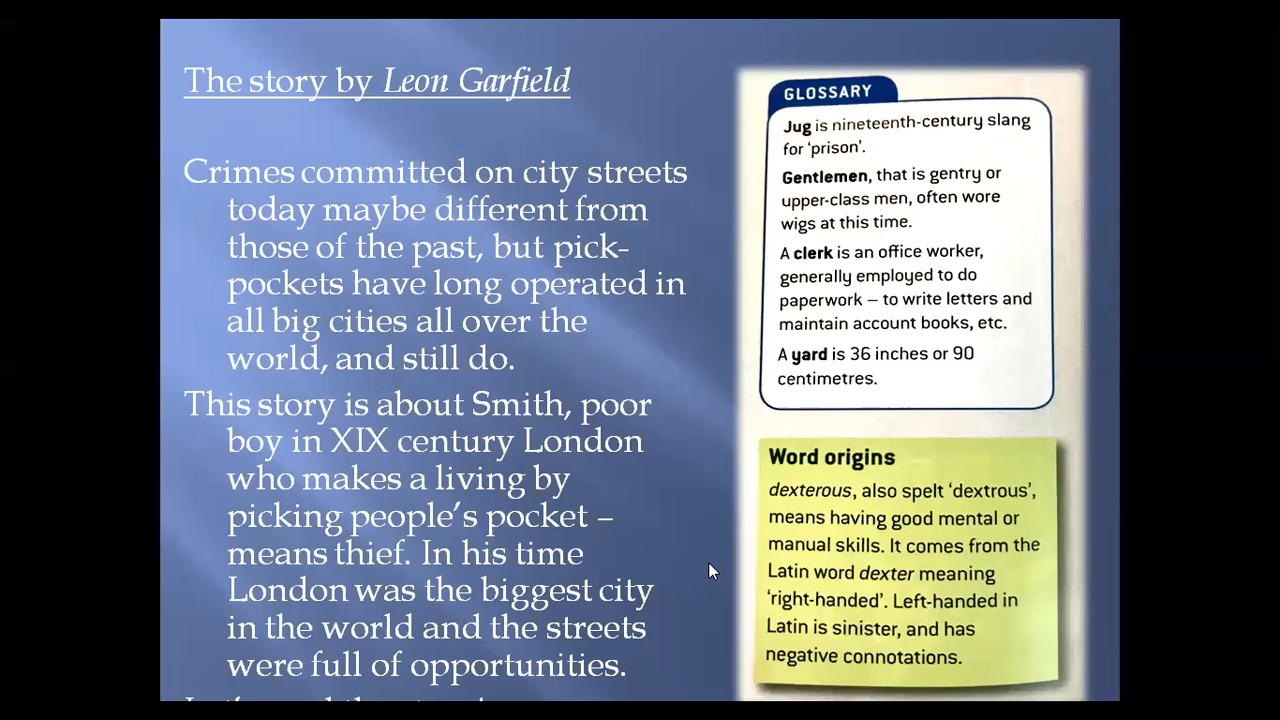 The story by Leon Garfield
Crimes committed on city streets
today maybe different from
those of the past, but pick-
pockets have long operated in
all big cities all over the
world, and still do.
This story is about Smith, poor
boy in XIX century London
who makes a living by
picking people's pocket –
means thief. In his time
London was the biggest city
in the world and the streets
were full of opportunities.
GLOSSARY
Jug is nineteenth-century slang
for 'prison'.
Gentlemen, that is gentry or
upper-class men, often wore
wigs at this time.
A clerk is an office worker,
generally employed to do
paperwork – to write letters and
maintain account books, etc.
A yard is 36 inches or 90
centimetres.
Word origins
dexterous, also spelt 'dextrous',
means having good mental or
manual skills. It comes from the
Latin word dexter meaning
'right-handed'. Left-handed in
Latin is sinister, and has
negative connotations.